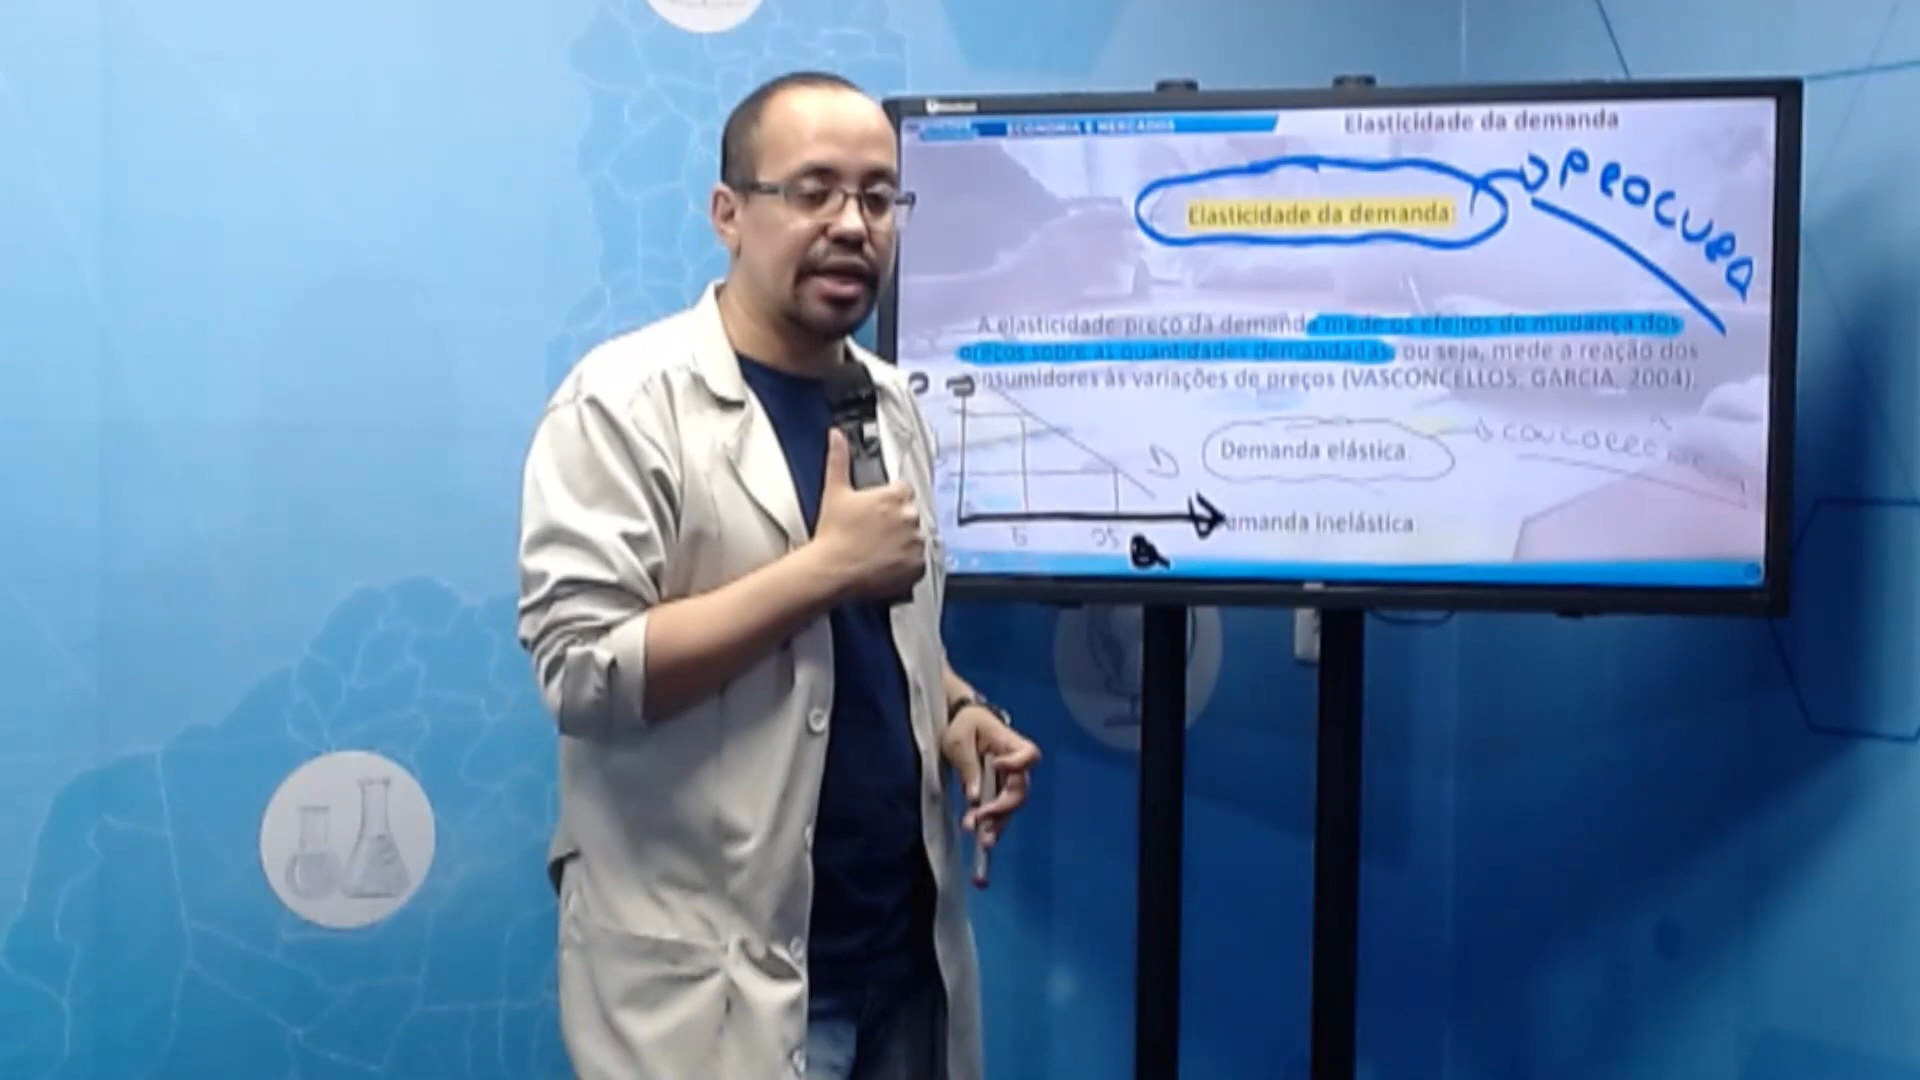 ECONOMIA E MERCADOS
Elasticidade da demanda
Elasticidade da demanda:
PROCURA
A elasticidade preço da demanda mede os efeitos de mudança dos
preços sobre as quantidades demandadas, ou seja, mede a reação dos
consumidores às variações de preços (VASCONCELLOS; GARCIA, 2004).
D
Demanda elástica:
emanda inelástica